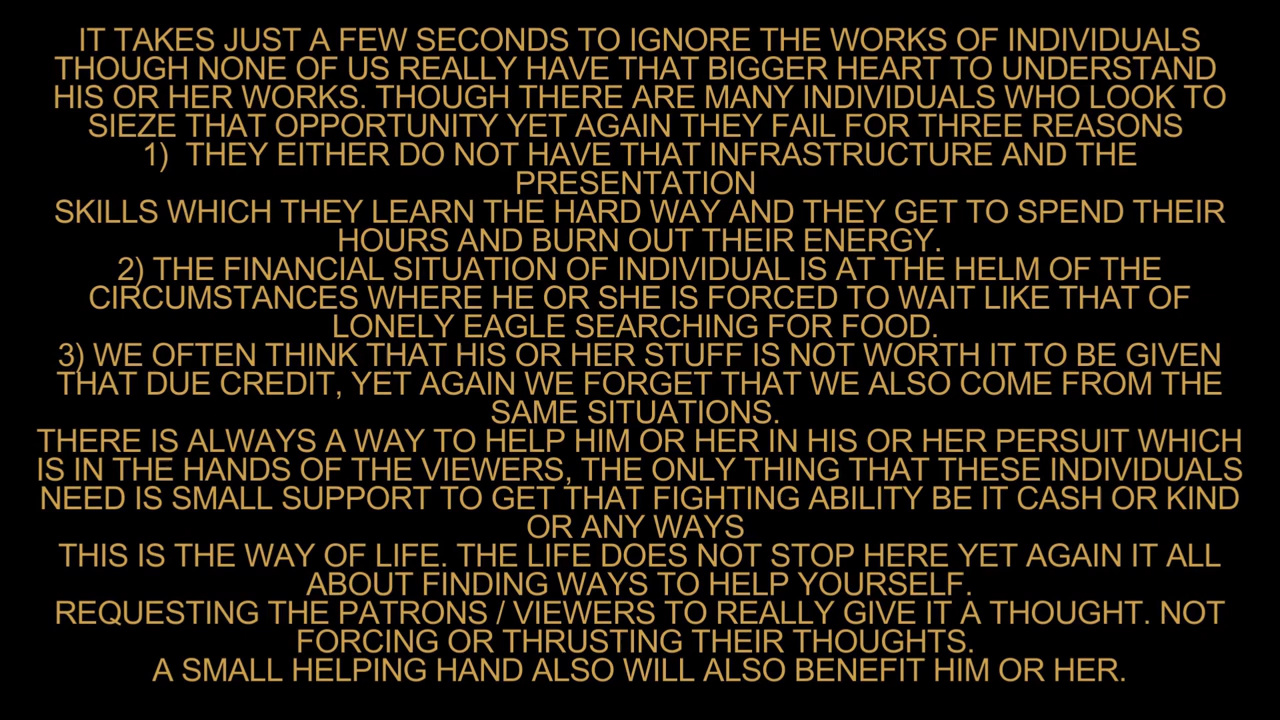 IT TAKES JUST A FEW SECONDS TO IGNORE THE WORKS OF INDIVIDUALS
THOUGH NONE OF US REALLY HAVE THAT BIGGER HEART TO UNDERSTAND
HIS OR HER WORKS. THOUGH THERE ARE MANY INDIVIDUALS WHO LOOK TO
SIEZE THAT OPPORTUNITY YET AGAIN THEY FAIL FOR THREE REASONS
1) THEY EITHER DO NOT HAVE THAT INFRASTRUCTURE AND THE
PRESENTATION
SKILLS WHICH THEY LEARN THE HARD WAY AND THEY GET TO SPEND THEIR
HOURS AND BURN OUT THEIR ENERGY.
2) THE FINANCIAL SITUATION OF INDIVIDUAL IS AT THE HELM OF THE
CIRCUMSTANCES WHERE HE OR SHE IS FORCED TO WAIT LIKE THAT OF
LONELY EAGLE SEARCHING FOR FOOD.
3) WE OFTEN THINK THAT HIS OR HER STUFF IS NOT WORTH IT TO BE GIVEN
THAT DUE CREDIT, YET AGAIN WE FORGET THAT WE ALSO COME FROM THE
SAME SITUATIONS.
THERE IS ALWAYS A WAY TO HELP HIM OR HER IN HIS OR HER PERSUIT WHICH
IS IN THE HANDS OF THE VIEWERS, THE ONLY THING THAT THESE INDIVIDUALS
NEED IS SMALL SUPPORT TO GET THAT FIGHTING ABILITY BE IT CASH OR KIND
OR ANY WAYS
THIS IS THE WAY OF LIFE. THE LIFE DOES NOT STOP HERE YET AGAIN IT ALL
ABOUT FINDING WAYS TO HELP YOURSELF.
REQUESTING THE PATRONS / VIEWERS TO REALLY GIVE IT A THOUGHT. NOT
FORCING OR THRUSTING THEIR THOUGHTS.
A SMALL HELPING HAND ALSO WILL ALSO BENEFIT HIM OR HER.